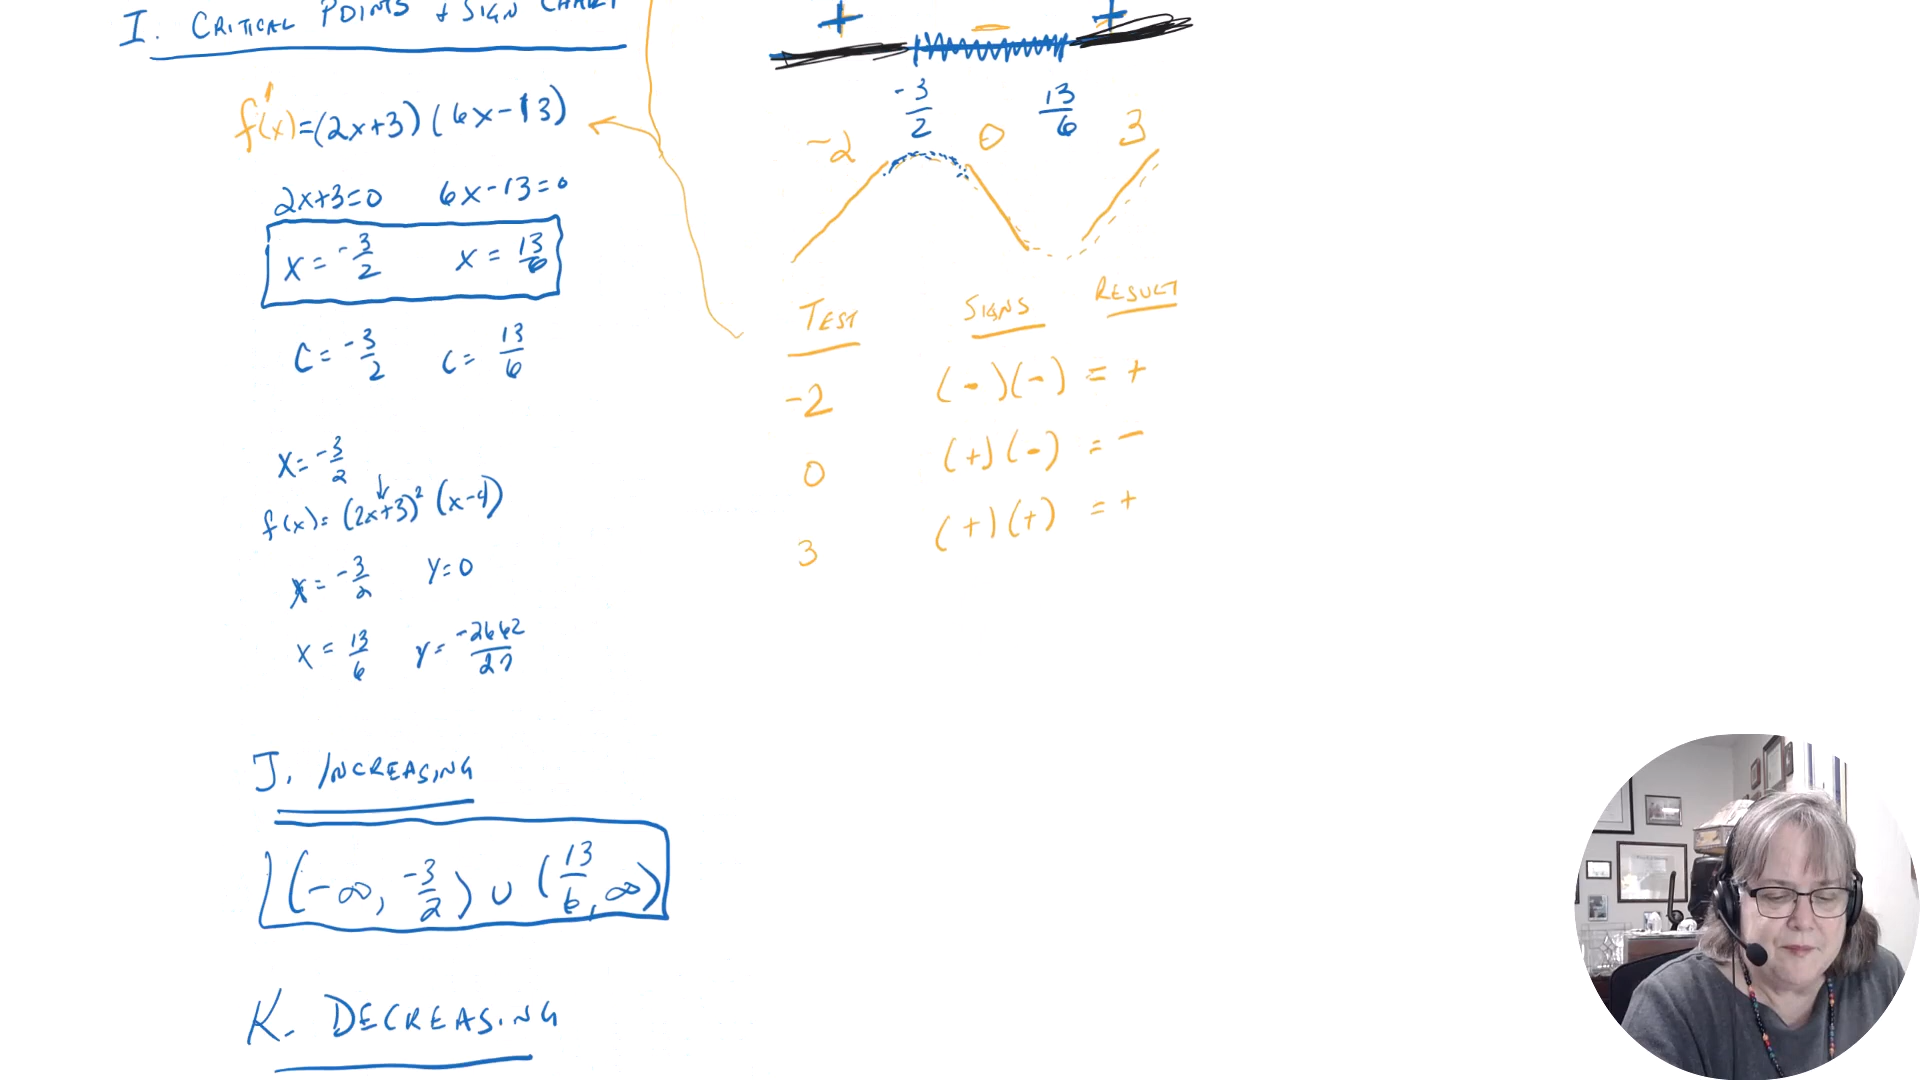 I. CRITICAL POINTS + SIGN CHART
f'(x)=(2x+3)(6x-13)
2x+3=0 6x-13=0
x = -3/2 x = 13/6
C = -3/2 C = 13/6
x = -3/2
f(x) = (2x+3)² (x-4)
x = -3/2 y=0
x = 13/6 y = -2662/27
J. INCREASING
(-∞, -3/2) ∪ (13/6, ∞)
K. DECREASING
+ - +
-3/2 13/6
-2 0 3
TEST SIGNS RESULT
-2 (-)(-) = +
0 (+)(-) = -
3 (+)(+) = +